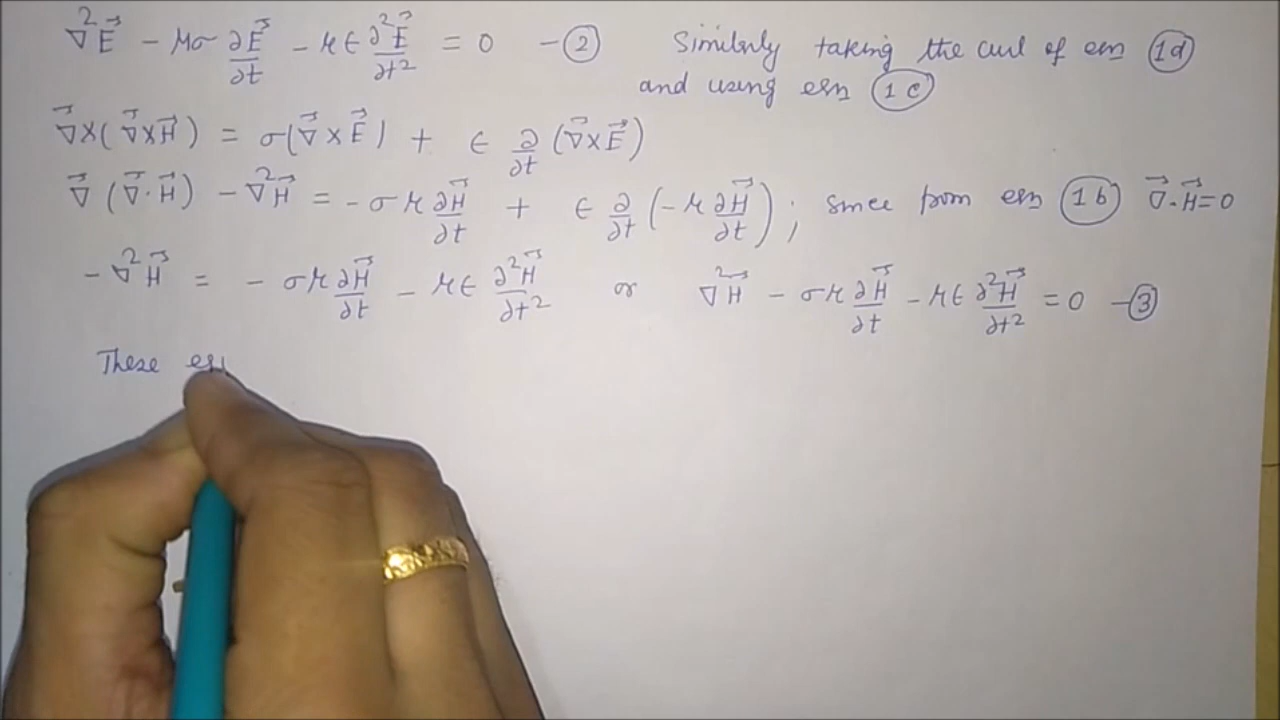 ∇²E⃗ - μσ ∂E⃗/∂t - μϵ ∂²E⃗/∂t² = 0 -② Similarly taking the curl of eqn (1d)
and using eqn (1c)
∇⃗×(∇⃗×H⃗) = σ(∇⃗×E⃗) + ϵ ∂/∂t (∇⃗×E⃗)
∇⃗(∇⃗·H⃗) - ∇²H⃗ = -σμ ∂H⃗/∂t + ϵ ∂/∂t (-μ ∂H⃗/∂t); since from eqn (1b) ∇⃗·H⃗=0
-∇²H⃗ = -σμ ∂H⃗/∂t - μϵ ∂²H⃗/∂t² or ∇²H⃗ - σμ ∂H⃗/∂t - μϵ ∂²H⃗/∂t² = 0 -③
These